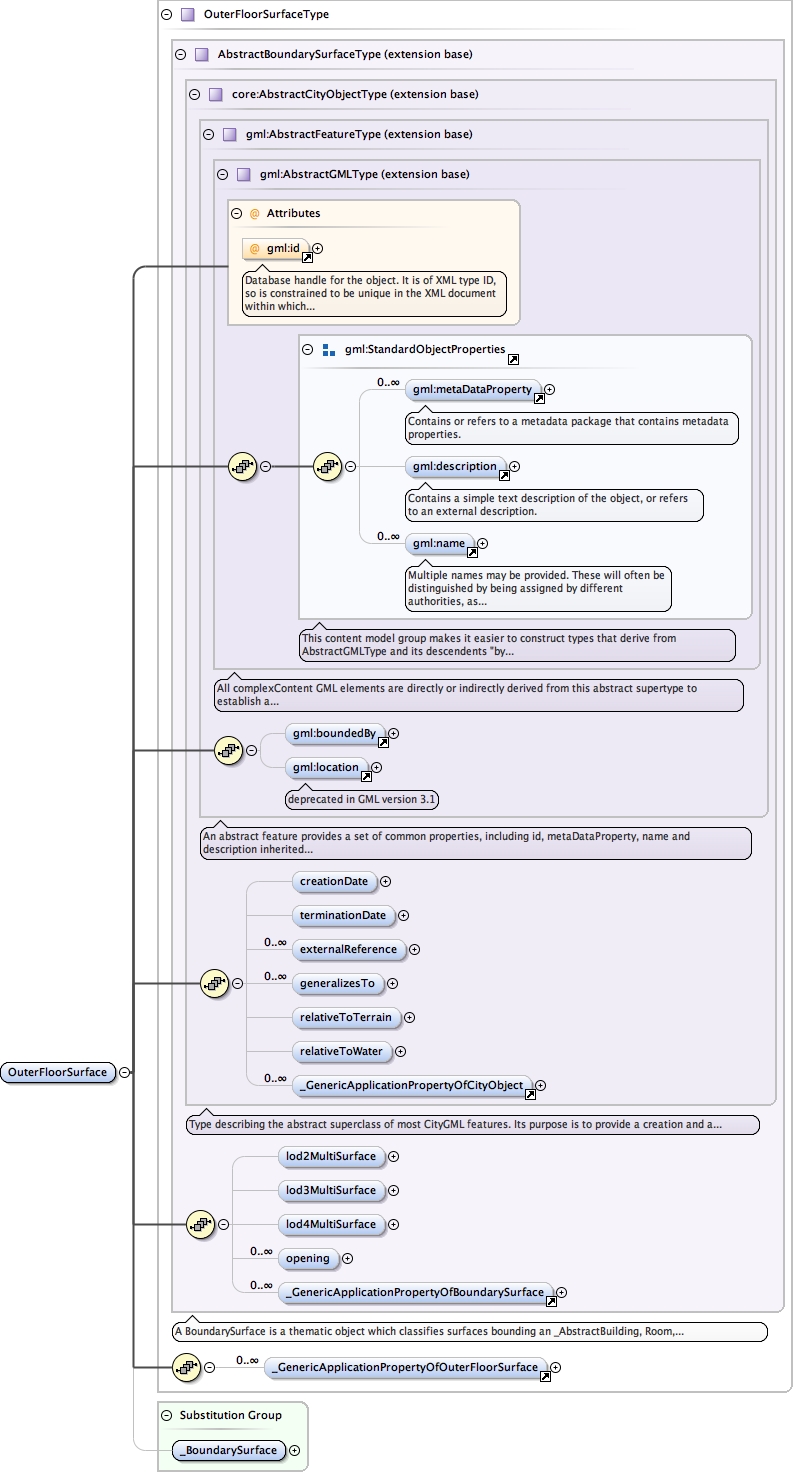 OuterFloorSurfaceType
AbstractBoundarySurfaceType (extension base)
core:AbstractCityObjectType (extension base)
gml:AbstractFeatureType (extension base)
gml:AbstractGMLType (extension base)
@ Attributes
@ gml:id
Database handle for the object. It is of XML type ID,
so is constrained to be unique in the XML document
within which...
gml:StandardObjectProperties
0..∞
gml:metaDataProperty
Contains or refers to a metadata package that contains metadata
properties.
gml:description
Contains a simple text description of the object, or refers
to an external description.
0..∞
gml:name
Multiple names may be provided. These will often be
distinguished by being assigned by different
authorities, as...
This content model group makes it easier to construct types that derive from
AbstractGMLType and its descendents "by...
All complexContent GML elements are directly or indirectly derived from this abstract supertype to
establish a...
gml:boundedBy
gml:location
deprecated in GML version 3.1
An abstract feature provides a set of common properties, including id, metaDataProperty, name and
description inherited...
creationDate
terminationDate
0..∞
externalReference
0..∞
generalizesTo
relativeToTerrain
relativeToWater
0..∞
_GenericApplicationPropertyOfCityObject
OuterFloorSurface
Type describing the abstract superclass of most CityGML features. Its purpose is to provide a creation and a...
lod2MultiSurface
lod3MultiSurface
lod4MultiSurface
0..∞
opening
0..∞
_GenericApplicationPropertyOfBoundarySurface
A BoundarySurface is a thematic object which classifies surfaces bounding an _AbstractBuilding, Room,...
0..∞
_GenericApplicationPropertyOfOuterFloorSurface
Substitution Group
_BoundarySurface